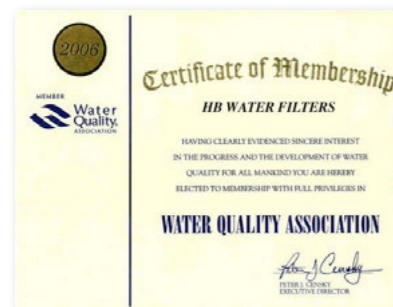 2006
MEMBER
Water
Quality
ASSOCIATION
Certificate of Membership
HB WATER FILTERS
HAVING CLEARLY EVIDENCED SINCERE INTEREST
IN THE PROGRESS AND THE DEVELOPMENT OF WATER
QUALITY FOR ALL MANKIND YOU ARE HEREBY
ELECTED TO MEMBERSHIP WITH FULL PRIVILEGES IN
WATER QUALITY ASSOCIATION
Peter J Censky
PETER J. CENSKY
EXECUTIVE DIRECTOR